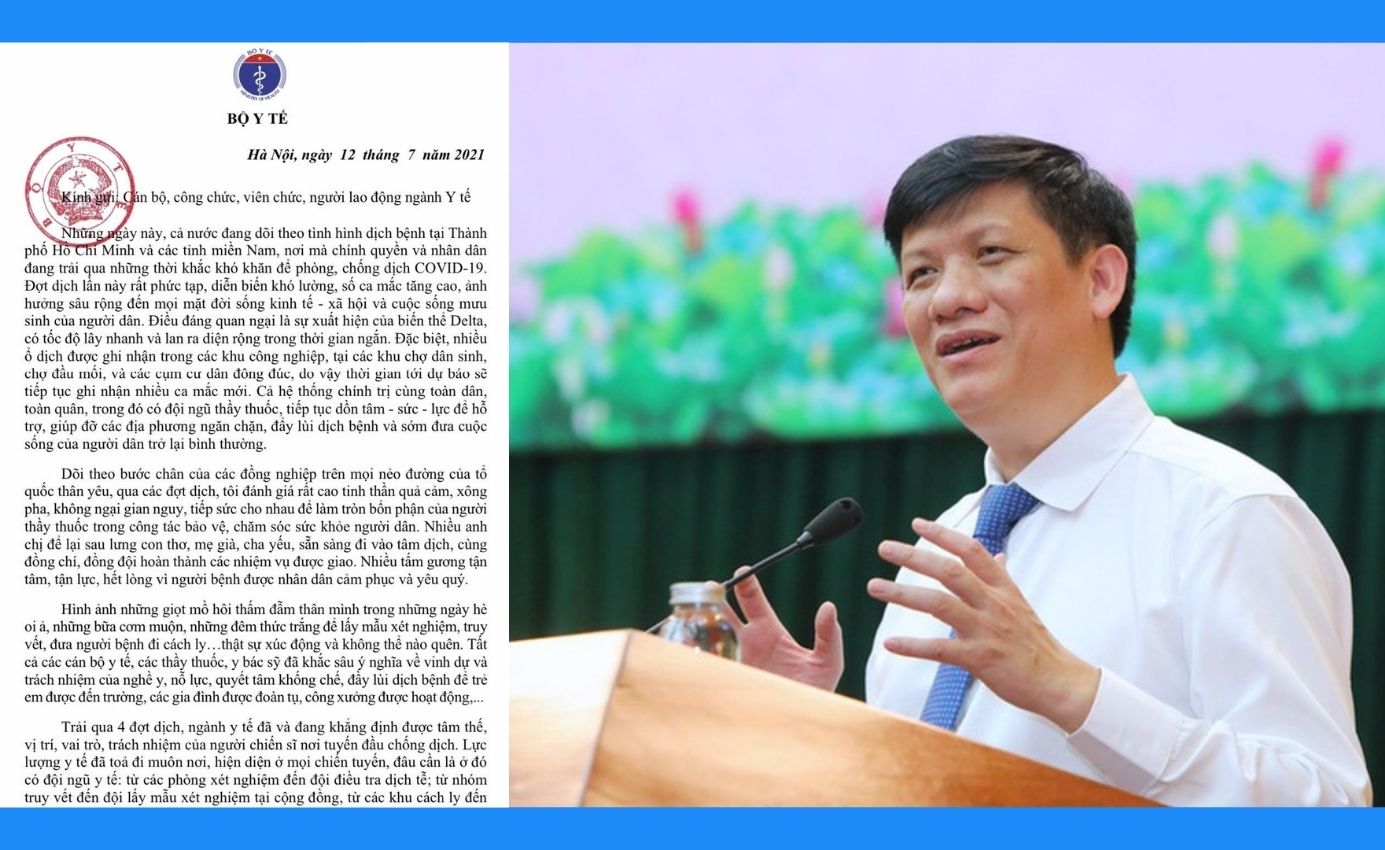 BỘ Y TẾ
MINISTRY OF HEALTH
BỘ Y TẾ
Hà Nội, ngày 12 tháng 7 năm 2021
BỘ Y TẾ
Kính gửi: Cán bộ, công chức, viên chức, người lao động ngành Y tế
Những ngày này, cả nước đang dõi theo tình hình dịch bệnh tại Thành
phố Hồ Chí Minh và các tỉnh miền Nam, nơi mà chính quyền và nhân dân
đang trải qua những thời khắc khó khăn để phòng, chống dịch COVID-19.
Đợt dịch lần này rất phức tạp, diễn biến khó lường, số ca mắc tăng cao, ảnh
hưởng sâu rộng đến mọi mặt đời sống kinh tế - xã hội và cuộc sống mưu
sinh của người dân. Điều đáng quan ngại là sự xuất hiện của biến thể Delta,
có tốc độ lây nhanh và lan ra diện rộng trong thời gian ngắn. Đặc biệt, nhiều
ổ dịch được ghi nhận trong các khu công nghiệp, tại các khu chợ dân sinh,
chợ đầu mối, và các cụm cư dân đông đúc, do vậy thời gian tới dự báo sẽ
tiếp tục ghi nhận nhiều ca mắc mới. Cả hệ thống chính trị cùng toàn dân,
toàn quân, trong đó có đội ngũ thầy thuốc, tiếp tục dồn tâm - sức - lực để hỗ
trợ, giúp đỡ các địa phương ngăn chặn, đẩy lùi dịch bệnh và sớm đưa cuộc
sống của người dân trở lại bình thường.
Dõi theo bước chân của các đồng nghiệp trên mọi nẻo đường của tổ
quốc thân yêu, qua các đợt dịch, tôi đánh giá rất cao tinh thần quả cảm, xông
pha, không ngại gian nguy, tiếp sức cho nhau để làm tròn bổn phận của người
thầy thuốc trong công tác bảo vệ, chăm sóc sức khỏe người dân. Nhiều anh
chị để lại sau lưng con thơ, mẹ già, cha yếu, sẵn sàng đi vào tâm dịch, cùng
đồng chí, đồng đội hoàn thành các nhiệm vụ được giao. Nhiều tấm gương tận
tâm, tận lực, hết lòng vì người bệnh được nhân dân cảm phục và yêu quý.
Hình ảnh những giọt mồ hôi thấm đẫm thân mình trong những ngày hè
oi ả, những bữa cơm muộn, những đêm thức trắng để lấy mẫu xét nghiệm, truy
vết, đưa người bệnh đi cách ly…thật sự xúc động và không thể nào quên. Tất
cả các cán bộ y tế, các thầy thuốc, y bác sỹ đã khắc sâu ý nghĩa về vinh dự và
trách nhiệm của nghề y, nỗ lực, quyết tâm khống chế, đẩy lùi dịch bệnh để trẻ
em được đến trường, các gia đình được đoàn tụ, công xưởng được hoạt động,...
Trải qua 4 đợt dịch, ngành y tế đã và đang khẳng định được tâm thế,
vị trí, vai trò, trách nhiệm của người chiến sĩ nơi tuyến đầu chống dịch. Lực
lượng y tế đã toả đi muôn nơi, hiện diện ở mọi chiến tuyến, đâu cần là ở đó
có đội ngũ y tế: từ các phòng xét nghiệm đến đội điều tra dịch tễ; từ nhóm
truy vết đến đội lấy mẫu xét nghiệm tại cộng đồng, từ các khu cách ly đến